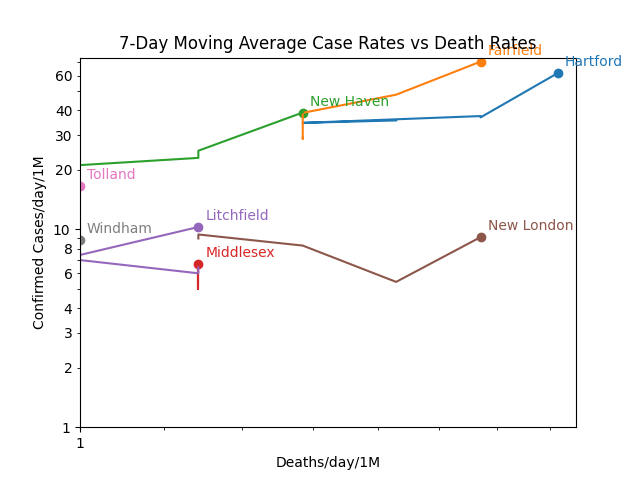 7-Day Moving Average Case Rates vs Death Rates
Fairfield
Hartford
New Haven
Tolland
Litchfield
Windham
New London
Middlesex
60
40
30
20
10
8
6
4
3
2
1
1
Confirmed Cases/day/1M
Deaths/day/1M